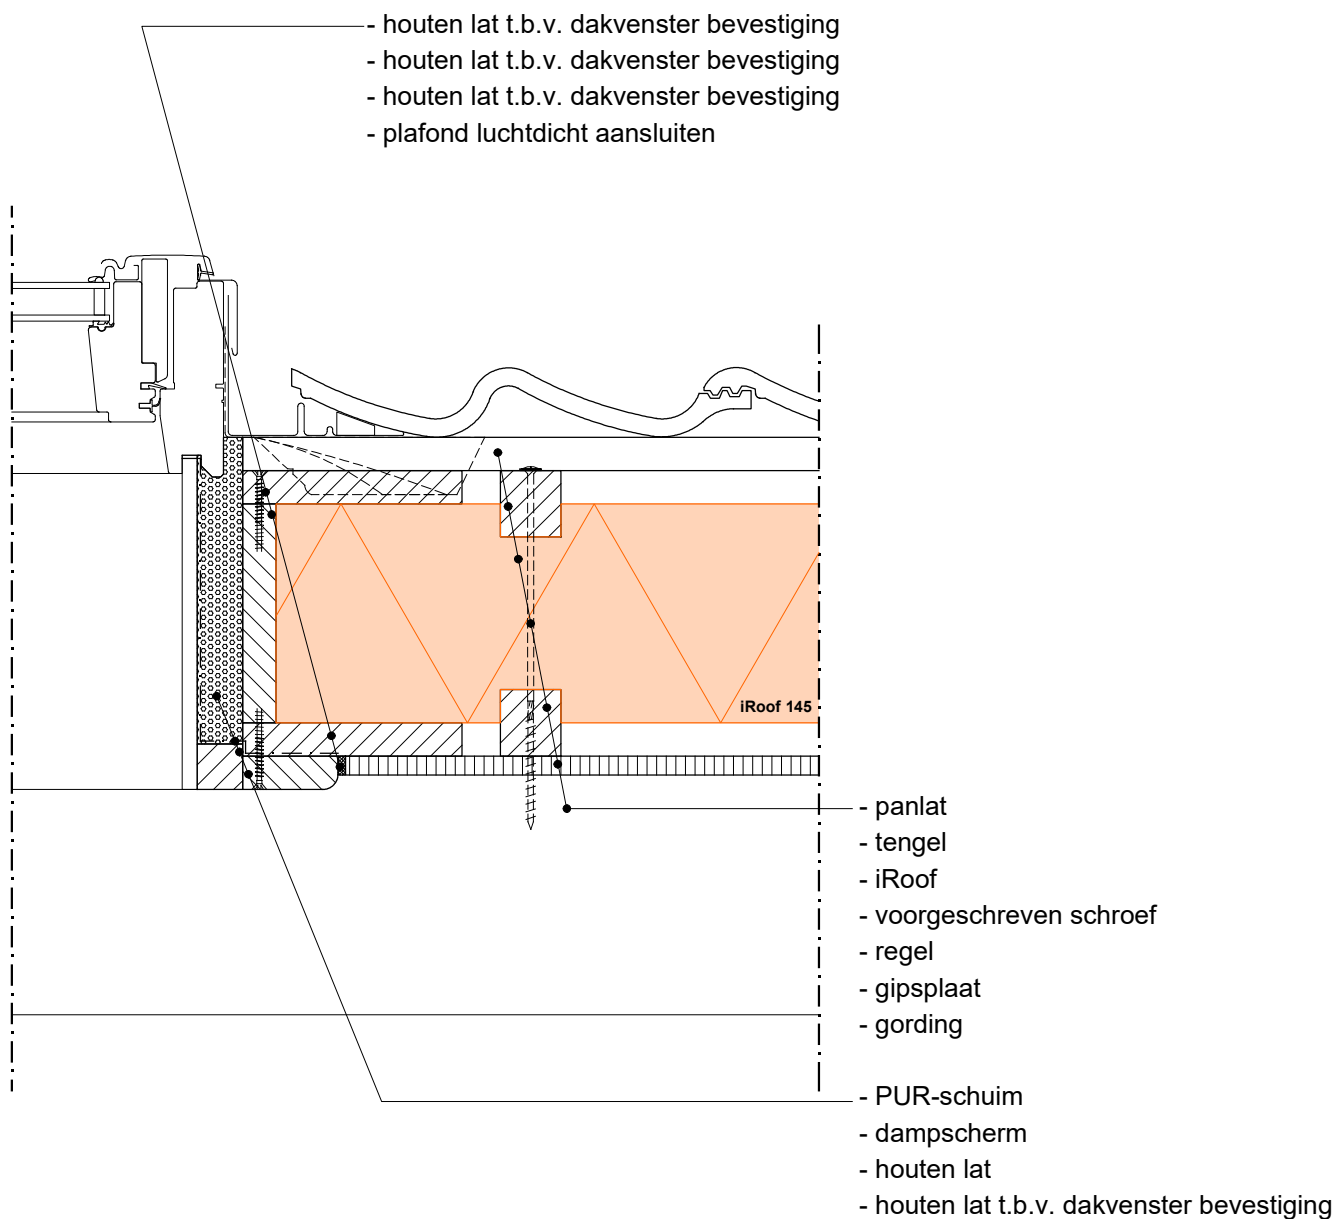 - houten lat t.b.v. dakvenster bevestiging
- houten lat t.b.v. dakvenster bevestiging
- houten lat t.b.v. dakvenster bevestiging
- plafond luchtdicht aansluiten
iRoof 145
- panlat
- tengel
- iRoof
- voorgeschreven schroef
- regel
- gipsplaat
- gording
- PUR-schuim
- dampscherm
- houten lat
- houten lat t.b.v. dakvenster bevestiging